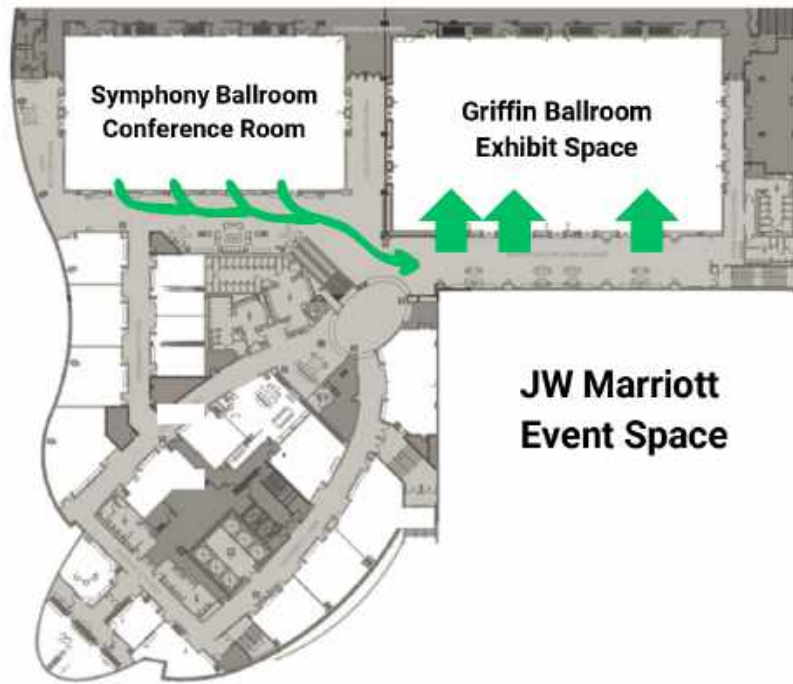 Symphony Ballroom
Conference Room
Griffin Ballroom
Exhibit Space
JW Marriott
Event Space